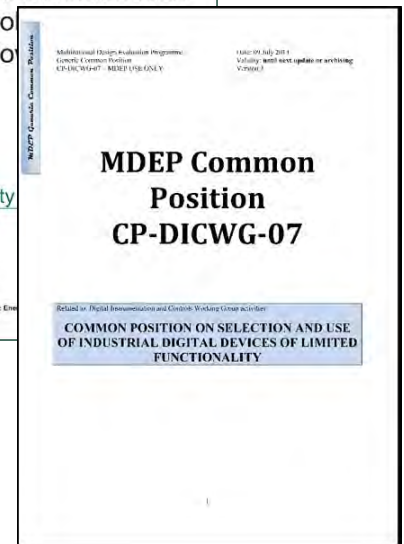 MDEP Generic Common Position
Multinational Design Evaluation Programme
Generic Common Position
CP-DICWG-07 – MDEP USE ONLY
Date: 09 July 2013
Validity: until next update or archiving
Version 3
MDEP Common
Position
CP-DICWG-07
Related to: Digital Instrumentation and Controls Working Group activities
COMMON POSITION ON SELECTION AND USE
OF INDUSTRIAL DIGITAL DEVICES OF LIMITED
FUNCTIONALITY
1